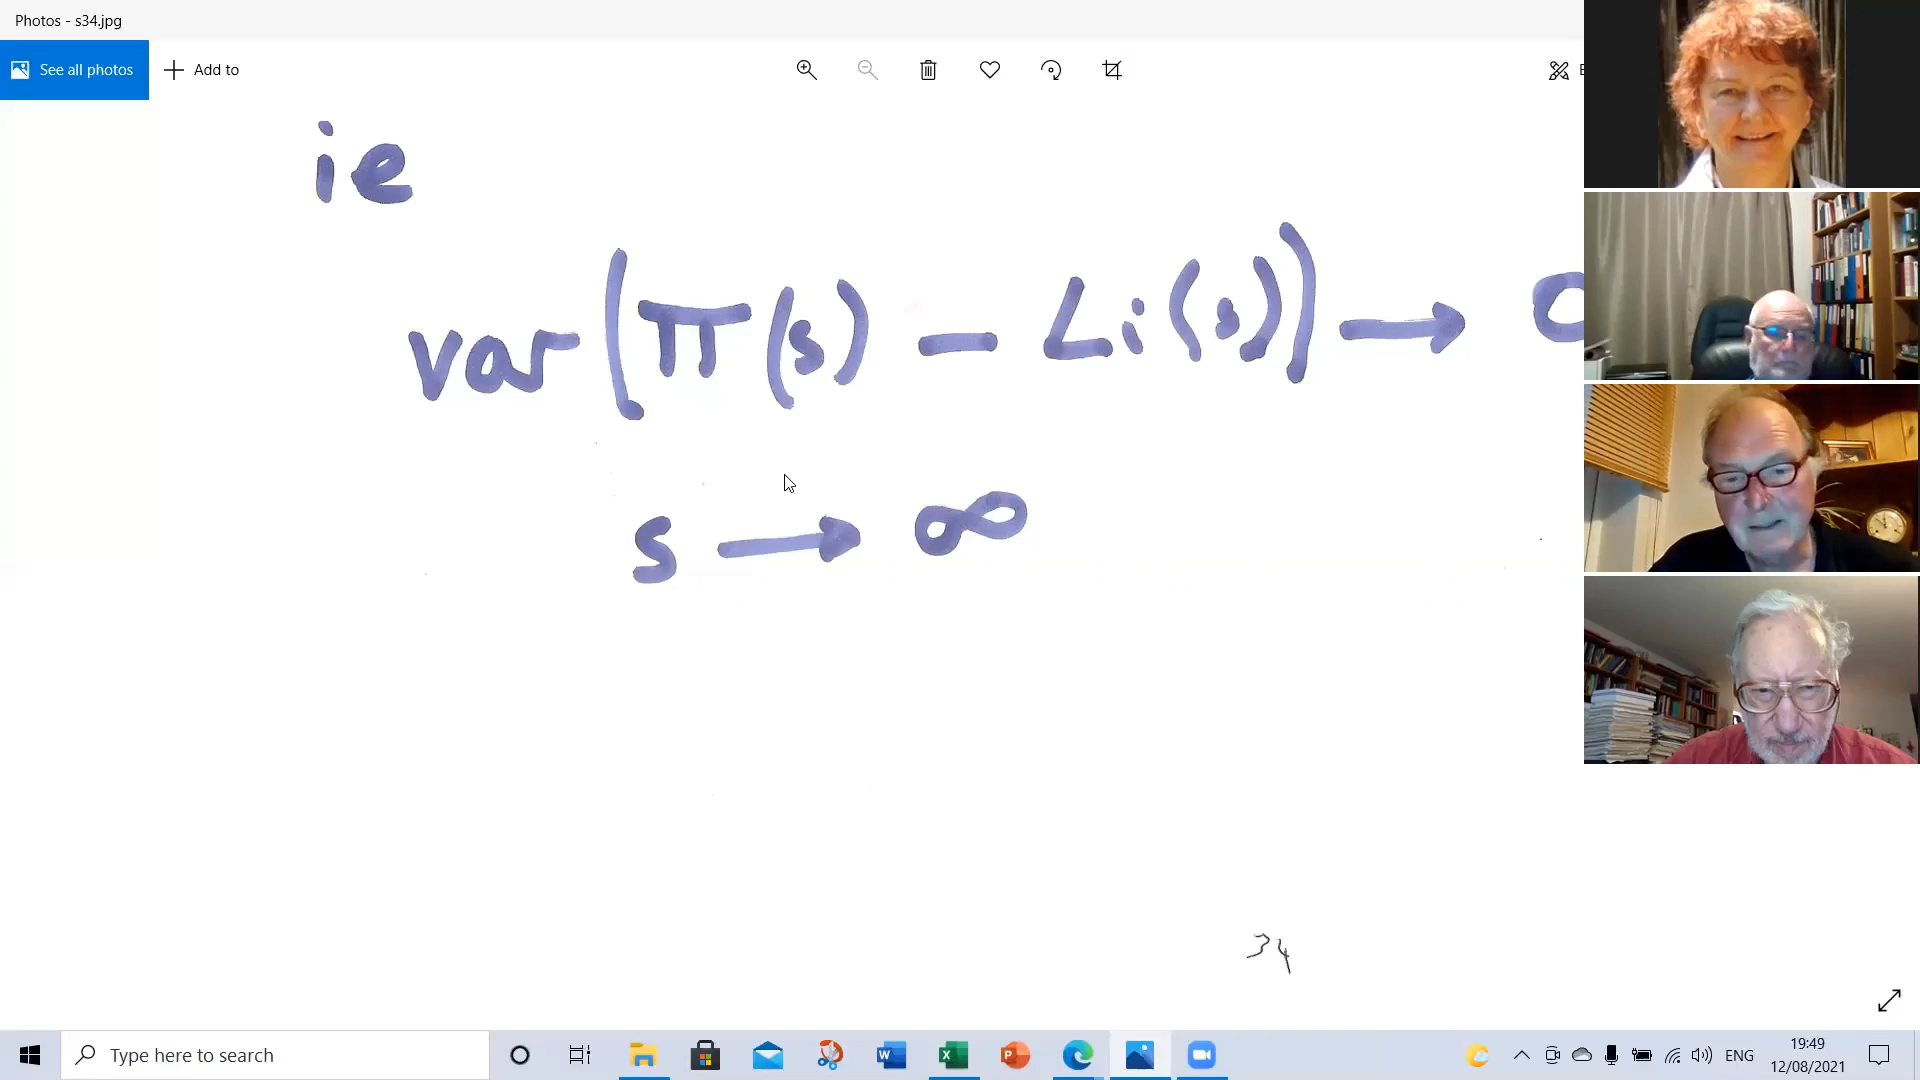 Photos - s34.jpg
See all photos
Add to
ie
var(π(s) - Li(s)) → 0
s → ∞
34
Type here to search
ENG
19:49
12/08/2021